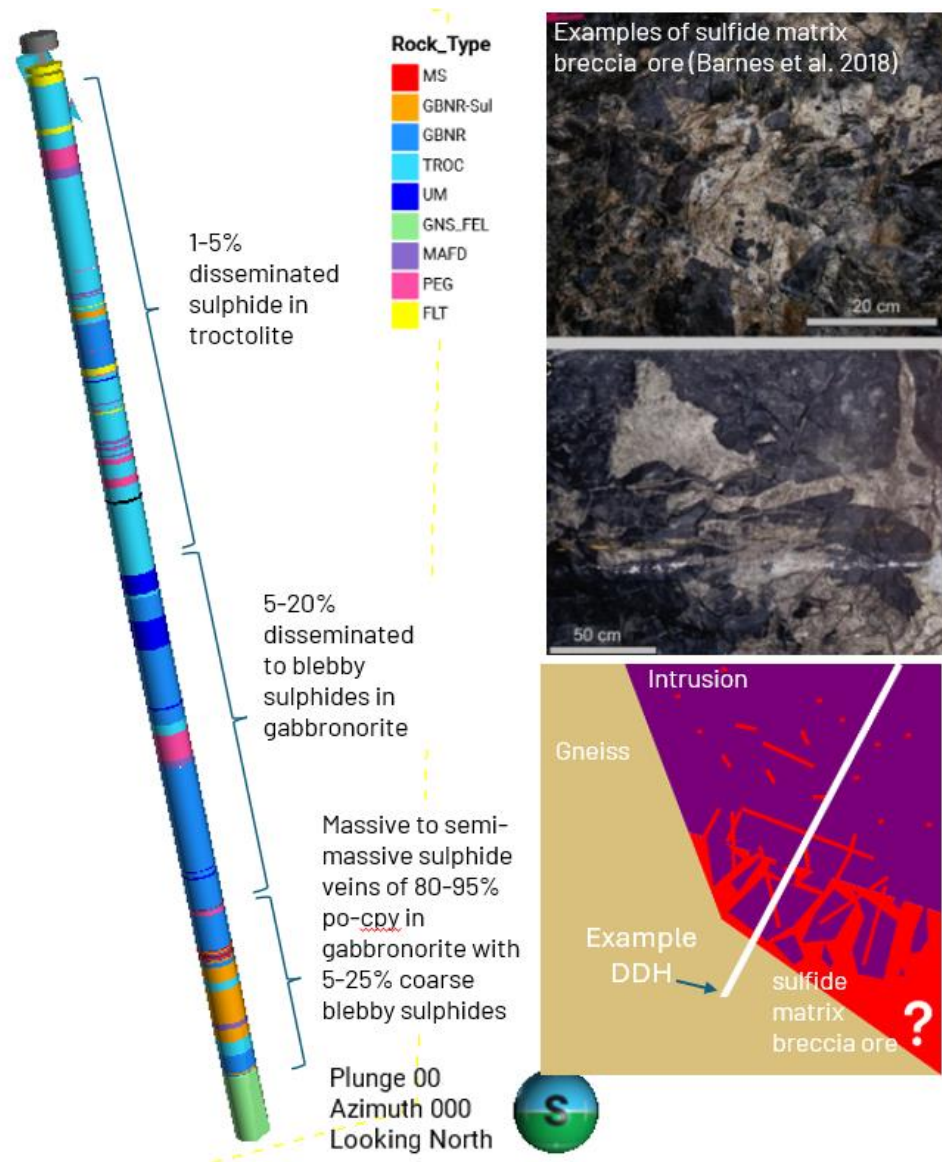 Rock_Type
MS
GBNR-Sul
GBNR
TROC
UM
GNS_FEL
MAFD
PEG
FLT
1-5%
disseminated
sulphide in
troctolite
5-20%
disseminated
to blebby
sulphides in
gabbronorite
Massive to semi-
massive sulphide
veins of 80-95%
po-cpy in
gabbronorite with
5-25% coarse
blebby sulphides
Plunge 00
Azimuth 000
Looking North
S
Examples of sulfide matrix
breccia ore (Barnes et al. 2018)
20 cm
50 cm
Intrusion
Gneiss
Example
DDH
sulfide
matrix
breccia ore
?